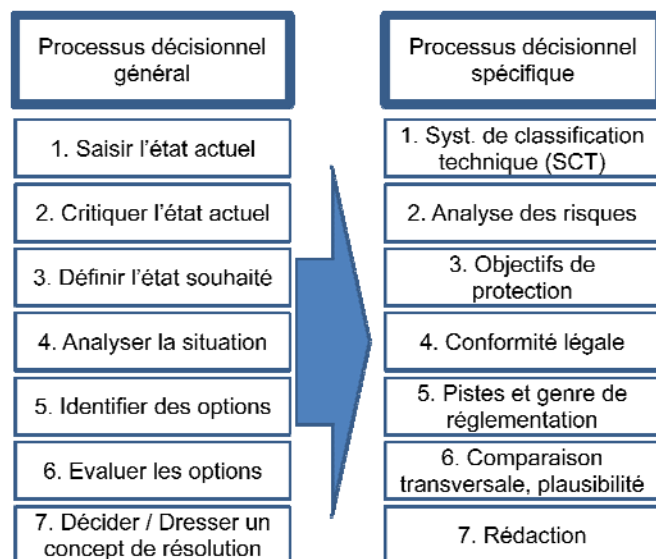 Processus décisionnel
général
1. Saisir l'état actuel
2. Critiquer l'état actuel
3. Définir l'état souhaité
4. Analyser la situation
5. Identifier des options
6. Evaluer les options
7. Décider / Dresser un
concept de résolution
Processus décisionnel
spécifique
1. Syst. de classification
technique (SCT)
2. Analyse des risques
3. Objectifs de
protection
4. Conformité légale
5. Pistes et genre de
réglementation
6. Comparaison
transversale, plausibilité
7. Rédaction